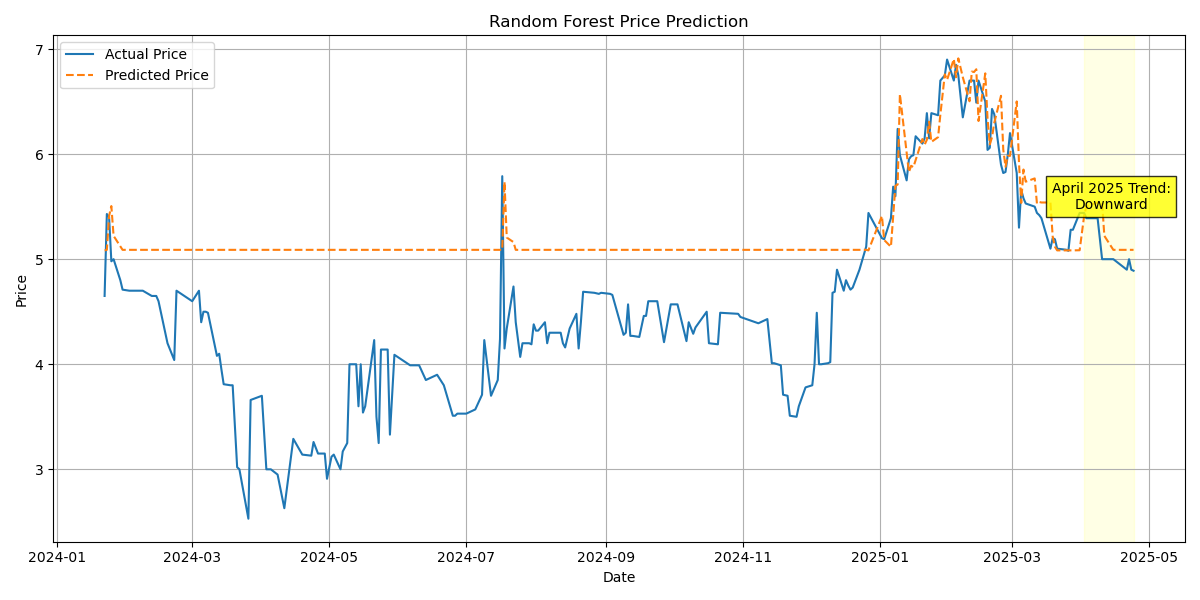 Random Forest Price Prediction
Actual Price
Predicted Price
7
6
5
4
3
Price
April 2025 Trend:
Downward
2024-01
2024-03
2024-05
2024-07
2024-09
2024-11
2025-01
2025-03
2025-05
Date